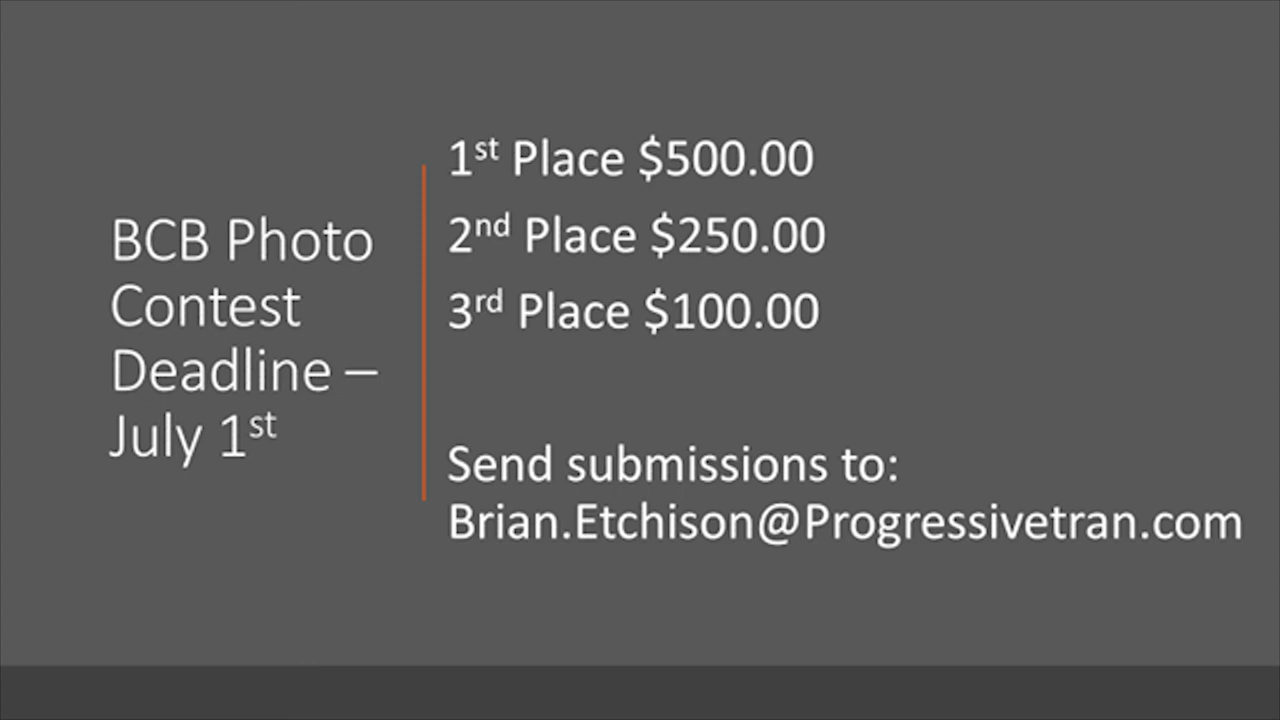 BCB Photo
Contest
Deadline –
July 1st
1st Place $500.00
2nd Place $250.00
3rd Place $100.00
Send submissions to:
Brian.Etchison@Progressivetran.com